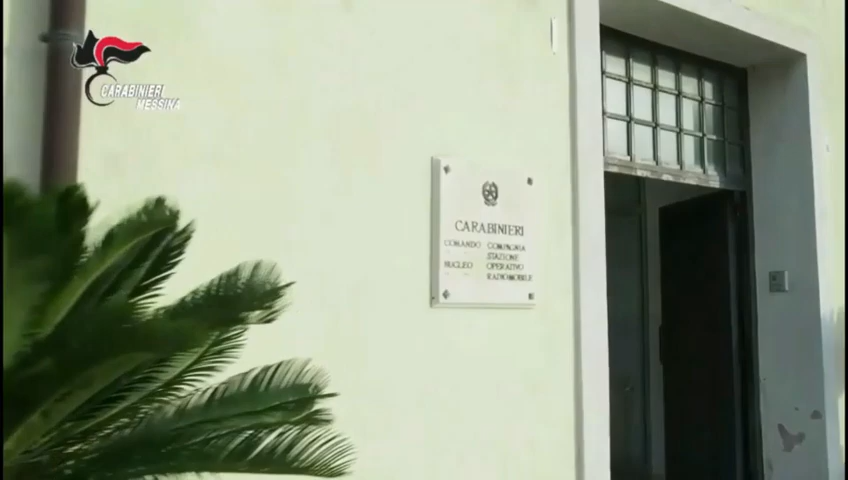 CARABINIERI
MESSINA
CARABINIERI
COMANDO COMPAGNIA
STAZIONE
NUCLEO OPERATIVO
RADIOMOBILE